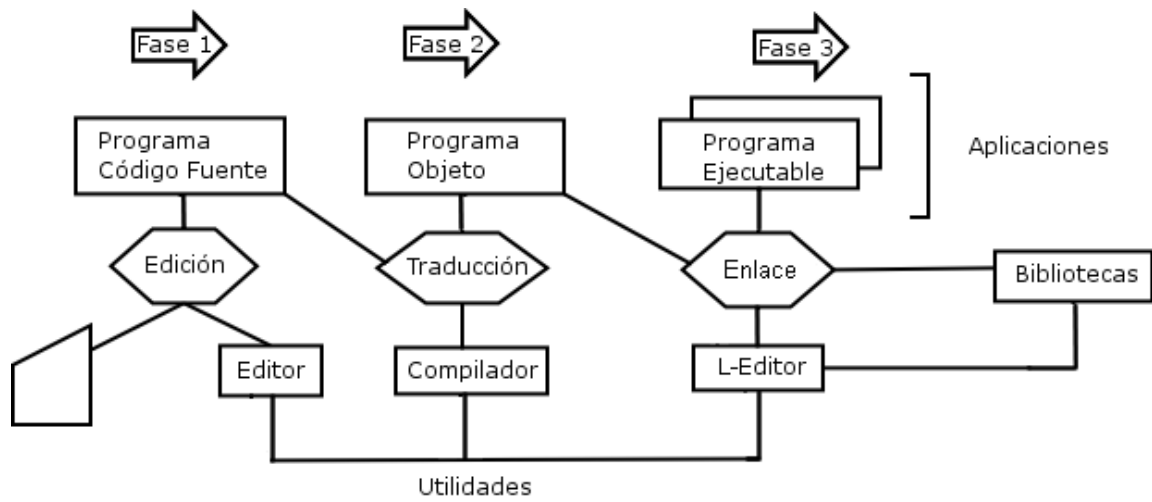 Fase 1
Fase 2
Fase 3
Programa
Código Fuente
Programa
Objeto
Programa
Ejecutable
Aplicaciones
Edición
Traducción
Enlace
Bibliotecas
Editor
Compilador
L-Editor
Utilidades